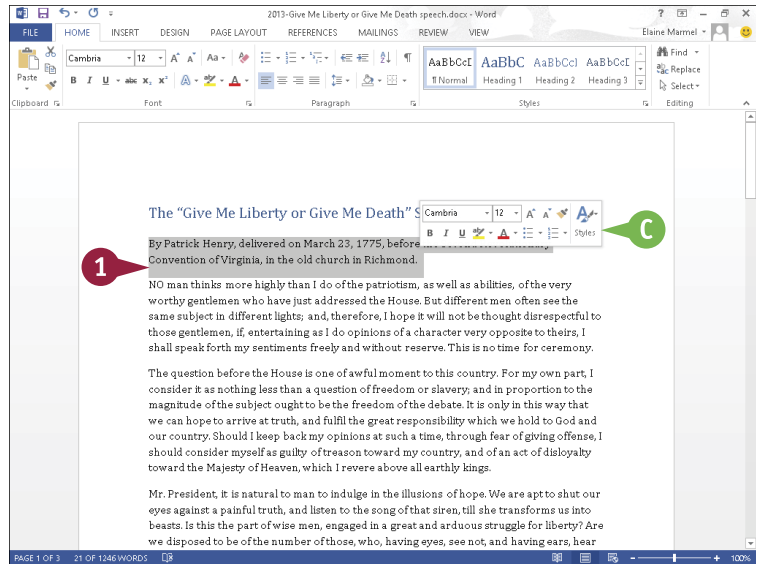 2013-Give Me Liberty or Give Me Death speech.docx - Word
FILE HOME INSERT DESIGN PAGE LAYOUT REFERENCES MAILINGS REVIEW VIEW Elaine Marmel
Cambria 12 A A Aa
Paste
B I U abc X₂ X² A ab A
AaBbCcI AaBbC AaBbCcI AaBbCcI
¶ Normal Heading 1 Heading 2 Heading 3
Find
Replace
Select
Clipboard Font Paragraph Styles Editing
The “Give Me Liberty or Give Me Death”
Cambria 12 A A
B I U ab A Styles
C
1
By Patrick Henry, delivered on March 23, 1775, before
Convention of Virginia, in the old church in Richmond.
NO man thinks more highly than I do of the patriotism, as well as abilities, of the very
worthy gentlemen who have just addressed the House. But different men often see the
same subject in different lights; and, therefore, I hope it will not be thought disrespectful to
those gentlemen, if, entertaining as I do opinions of a character very opposite to theirs, I
shall speak forth my sentiments freely and without reserve. This is no time for ceremony.
The question before the House is one of awful moment to this country. For my own part, I
consider it as nothing less than a question of freedom or slavery; and in proportion to the
magnitude of the subject ought to be the freedom of the debate. It is only in this way that
we can hope to arrive at truth, and fulfil the great responsibility which we hold to God and
our country. Should I keep back my opinions at such a time, through fear of giving offense, I
should consider myself as guilty of treason toward my country, and of an act of disloyalty
toward the Majesty of Heaven, which I revere above all earthly kings.
Mr. President, it is natural to man to indulge in the illusions of hope. We are apt to shut our
eyes against a painful truth, and listen to the song of that siren, till she transforms us into
beasts. Is this the part of wise men, engaged in a great and arduous struggle for liberty? Are
we disposed to be of the number of those, who, having eyes, see not, and having ears, hear
PAGE 1 OF 3 21 OF 1246 WORDS 100%